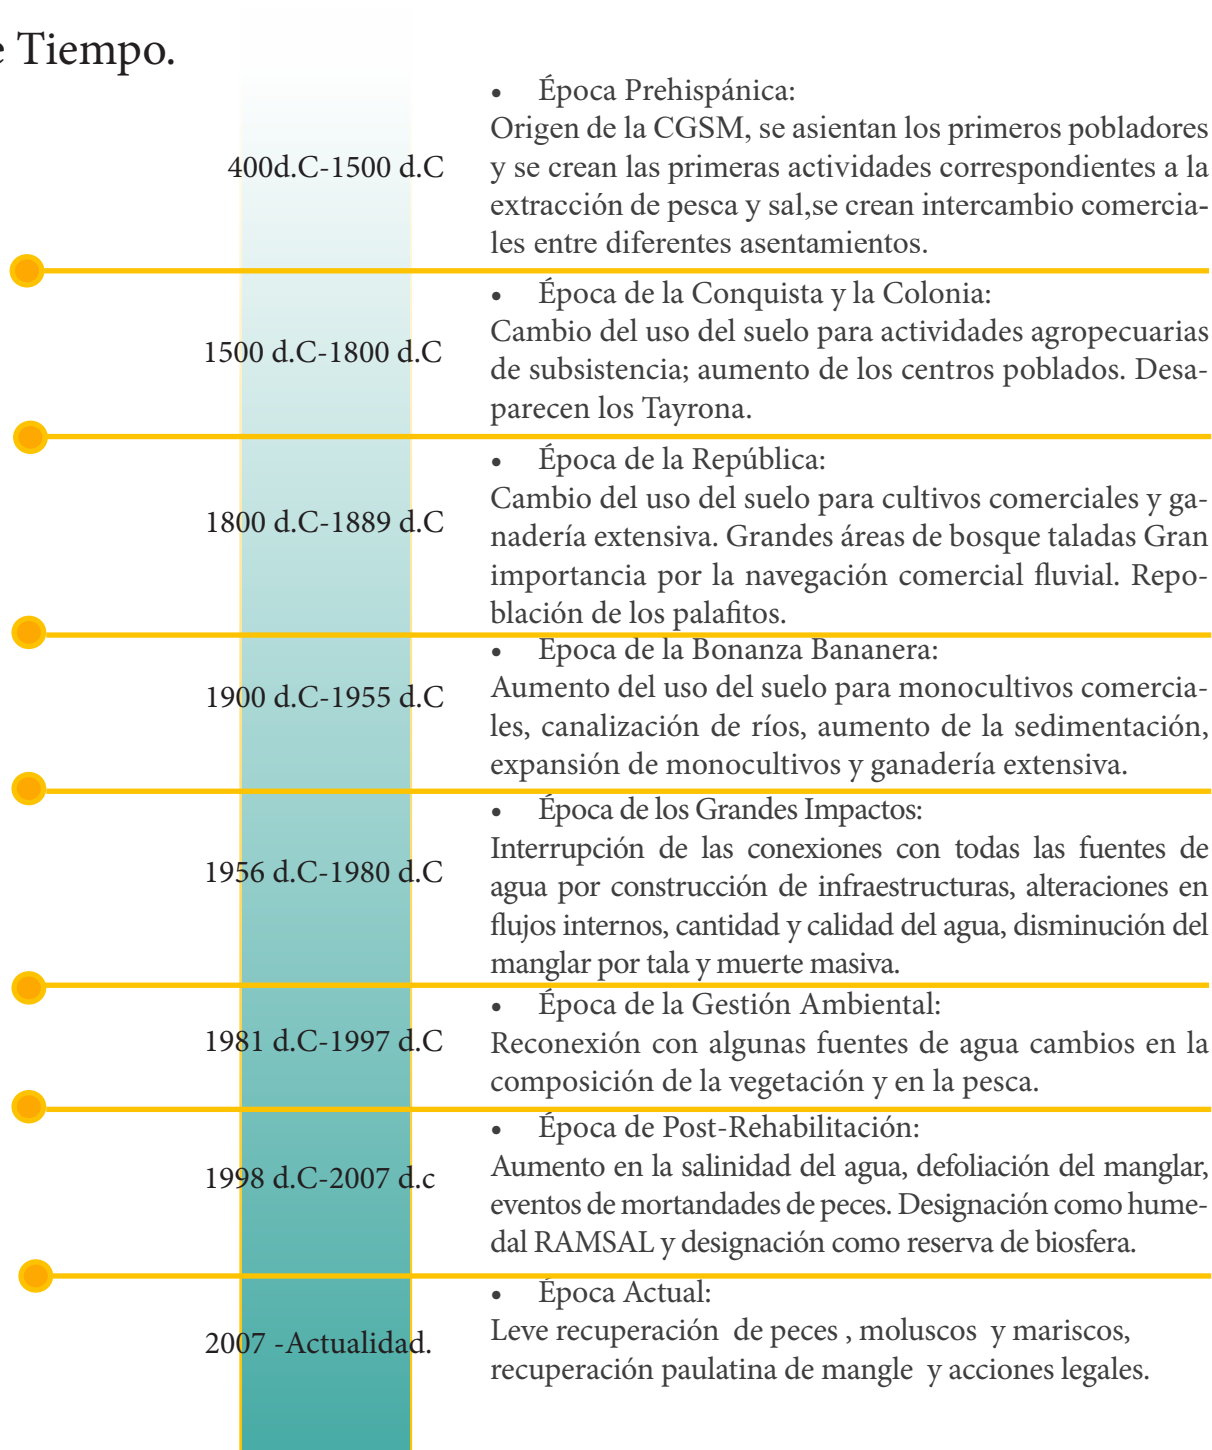 e Tiempo.
400d.C-1500 d.C
• Época Prehispánica:
Origen de la CGSM, se asientan los primeros pobladores
y se crean las primeras actividades correspondientes a la
extracción de pesca y sal,se crean intercambio comercia-
les entre diferentes asentamientos.
1500 d.C-1800 d.C
• Época de la Conquista y la Colonia:
Cambio del uso del suelo para actividades agropecuarias
de subsistencia; aumento de los centros poblados. Desa-
parecen los Tayrona.
1800 d.C-1889 d.C
• Época de la República:
Cambio del uso del suelo para cultivos comerciales y ga-
nadería extensiva. Grandes áreas de bosque taladas Gran
importancia por la navegación comercial fluvial. Repo-
blación de los palafitos.
1900 d.C-1955 d.C
• Época de la Bonanza Bananera:
Aumento del uso del suelo para monocultivos comercia-
les, canalización de ríos, aumento de la sedimentación,
expansión de monocultivos y ganadería extensiva.
1956 d.C-1980 d.C
• Época de los Grandes Impactos:
Interrupción de las conexiones con todas las fuentes de
agua por construcción de infraestructuras, alteraciones en
flujos internos, cantidad y calidad del agua, disminución del
manglar por tala y muerte masiva.
1981 d.C-1997 d.C
• Época de la Gestión Ambiental:
Reconexión con algunas fuentes de agua cambios en la
composición de la vegetación y en la pesca.
1998 d.C-2007 d.c
• Época de Post-Rehabilitación:
Aumento en la salinidad del agua, defoliación del manglar,
eventos de mortandades de peces. Designación como hume-
dal RAMSAL y designación como reserva de biosfera.
2007 -Actualidad.
• Época Actual:
Leve recuperación de peces , moluscos y mariscos,
recuperación paulatina de mangle y acciones legales.